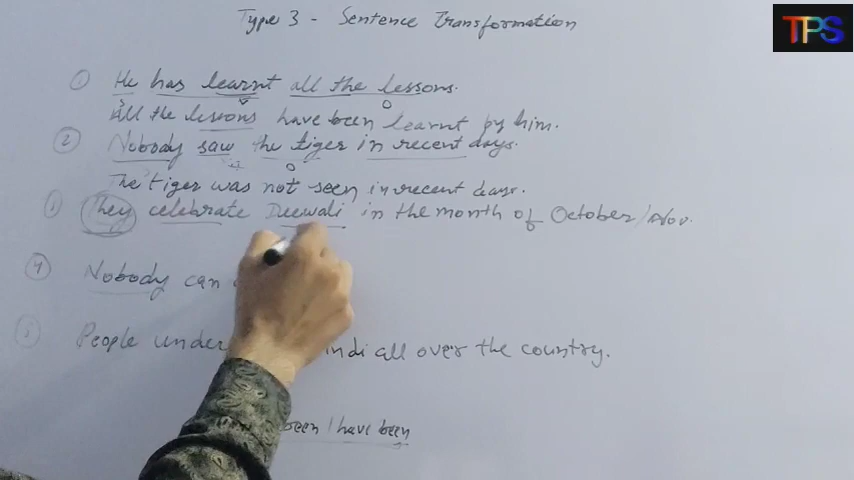 TPS
Type 3 - Sentence Transformation
① He has learnt all the lessons.
S V O
All the lessons have been learnt by him.
② Nobody saw the tiger in recent days.
O
The tiger was not seen in recent days.
They celebrate Deewali in the month of October/Nov.
④ Nobody can
⑤ People under indi all over the country.
been / have been